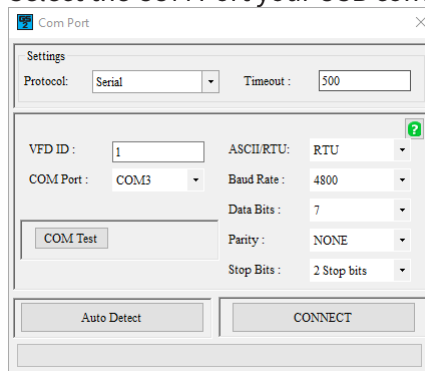 Com Port
Settings
Protocol: Serial Timeout : 500
VFD ID : 1 ASCII/RTU: RTU
COM Port : COM3 Baud Rate : 4800
Data Bits : 7
COM Test Parity : NONE
Stop Bits : 2 Stop bits
Auto Detect CONNECT